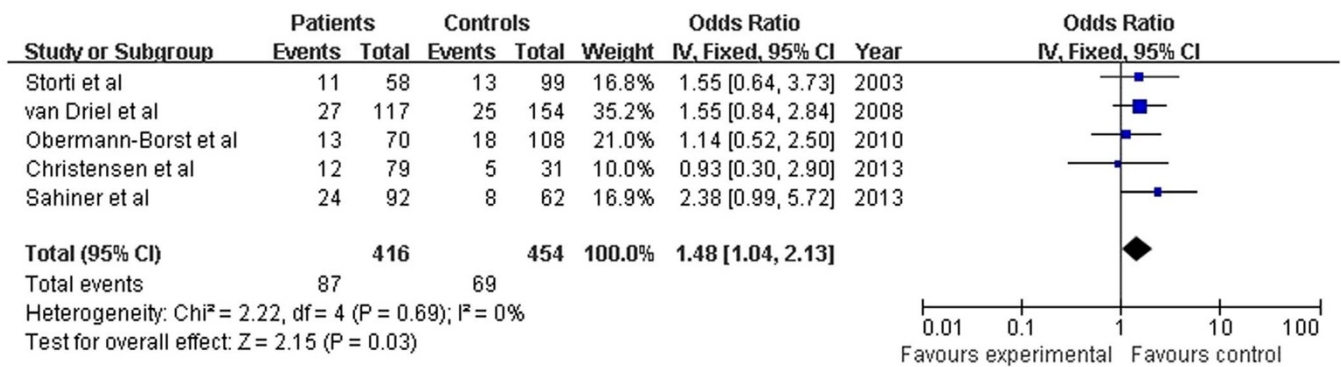 Patients Controls Odds Ratio Odds Ratio
Study or Subgroup Events Total Events Total Weight IV, Fixed, 95% CI Year IV, Fixed, 95% CI
Storti et al 11 58 13 99 16.8% 1.55 [0.64, 3.73] 2003
van Driel et al 27 117 25 154 35.2% 1.55 [0.84, 2.84] 2008
Obermann-Borst et al 13 70 18 108 21.0% 1.14 [0.52, 2.50] 2010
Christensen et al 12 79 5 31 10.0% 0.93 [0.30, 2.90] 2013
Sahiner et al 24 92 8 62 16.9% 2.38 [0.99, 5.72] 2013
Total (95% CI) 416 454 100.0% 1.48 [1.04, 2.13]
Total events 87 69
Heterogeneity: Chi² = 2.22, df = 4 (P = 0.69); I² = 0%
Test for overall effect: Z = 2.15 (P = 0.03)
0.01 0.1 1 10 100
Favours experimental Favours control